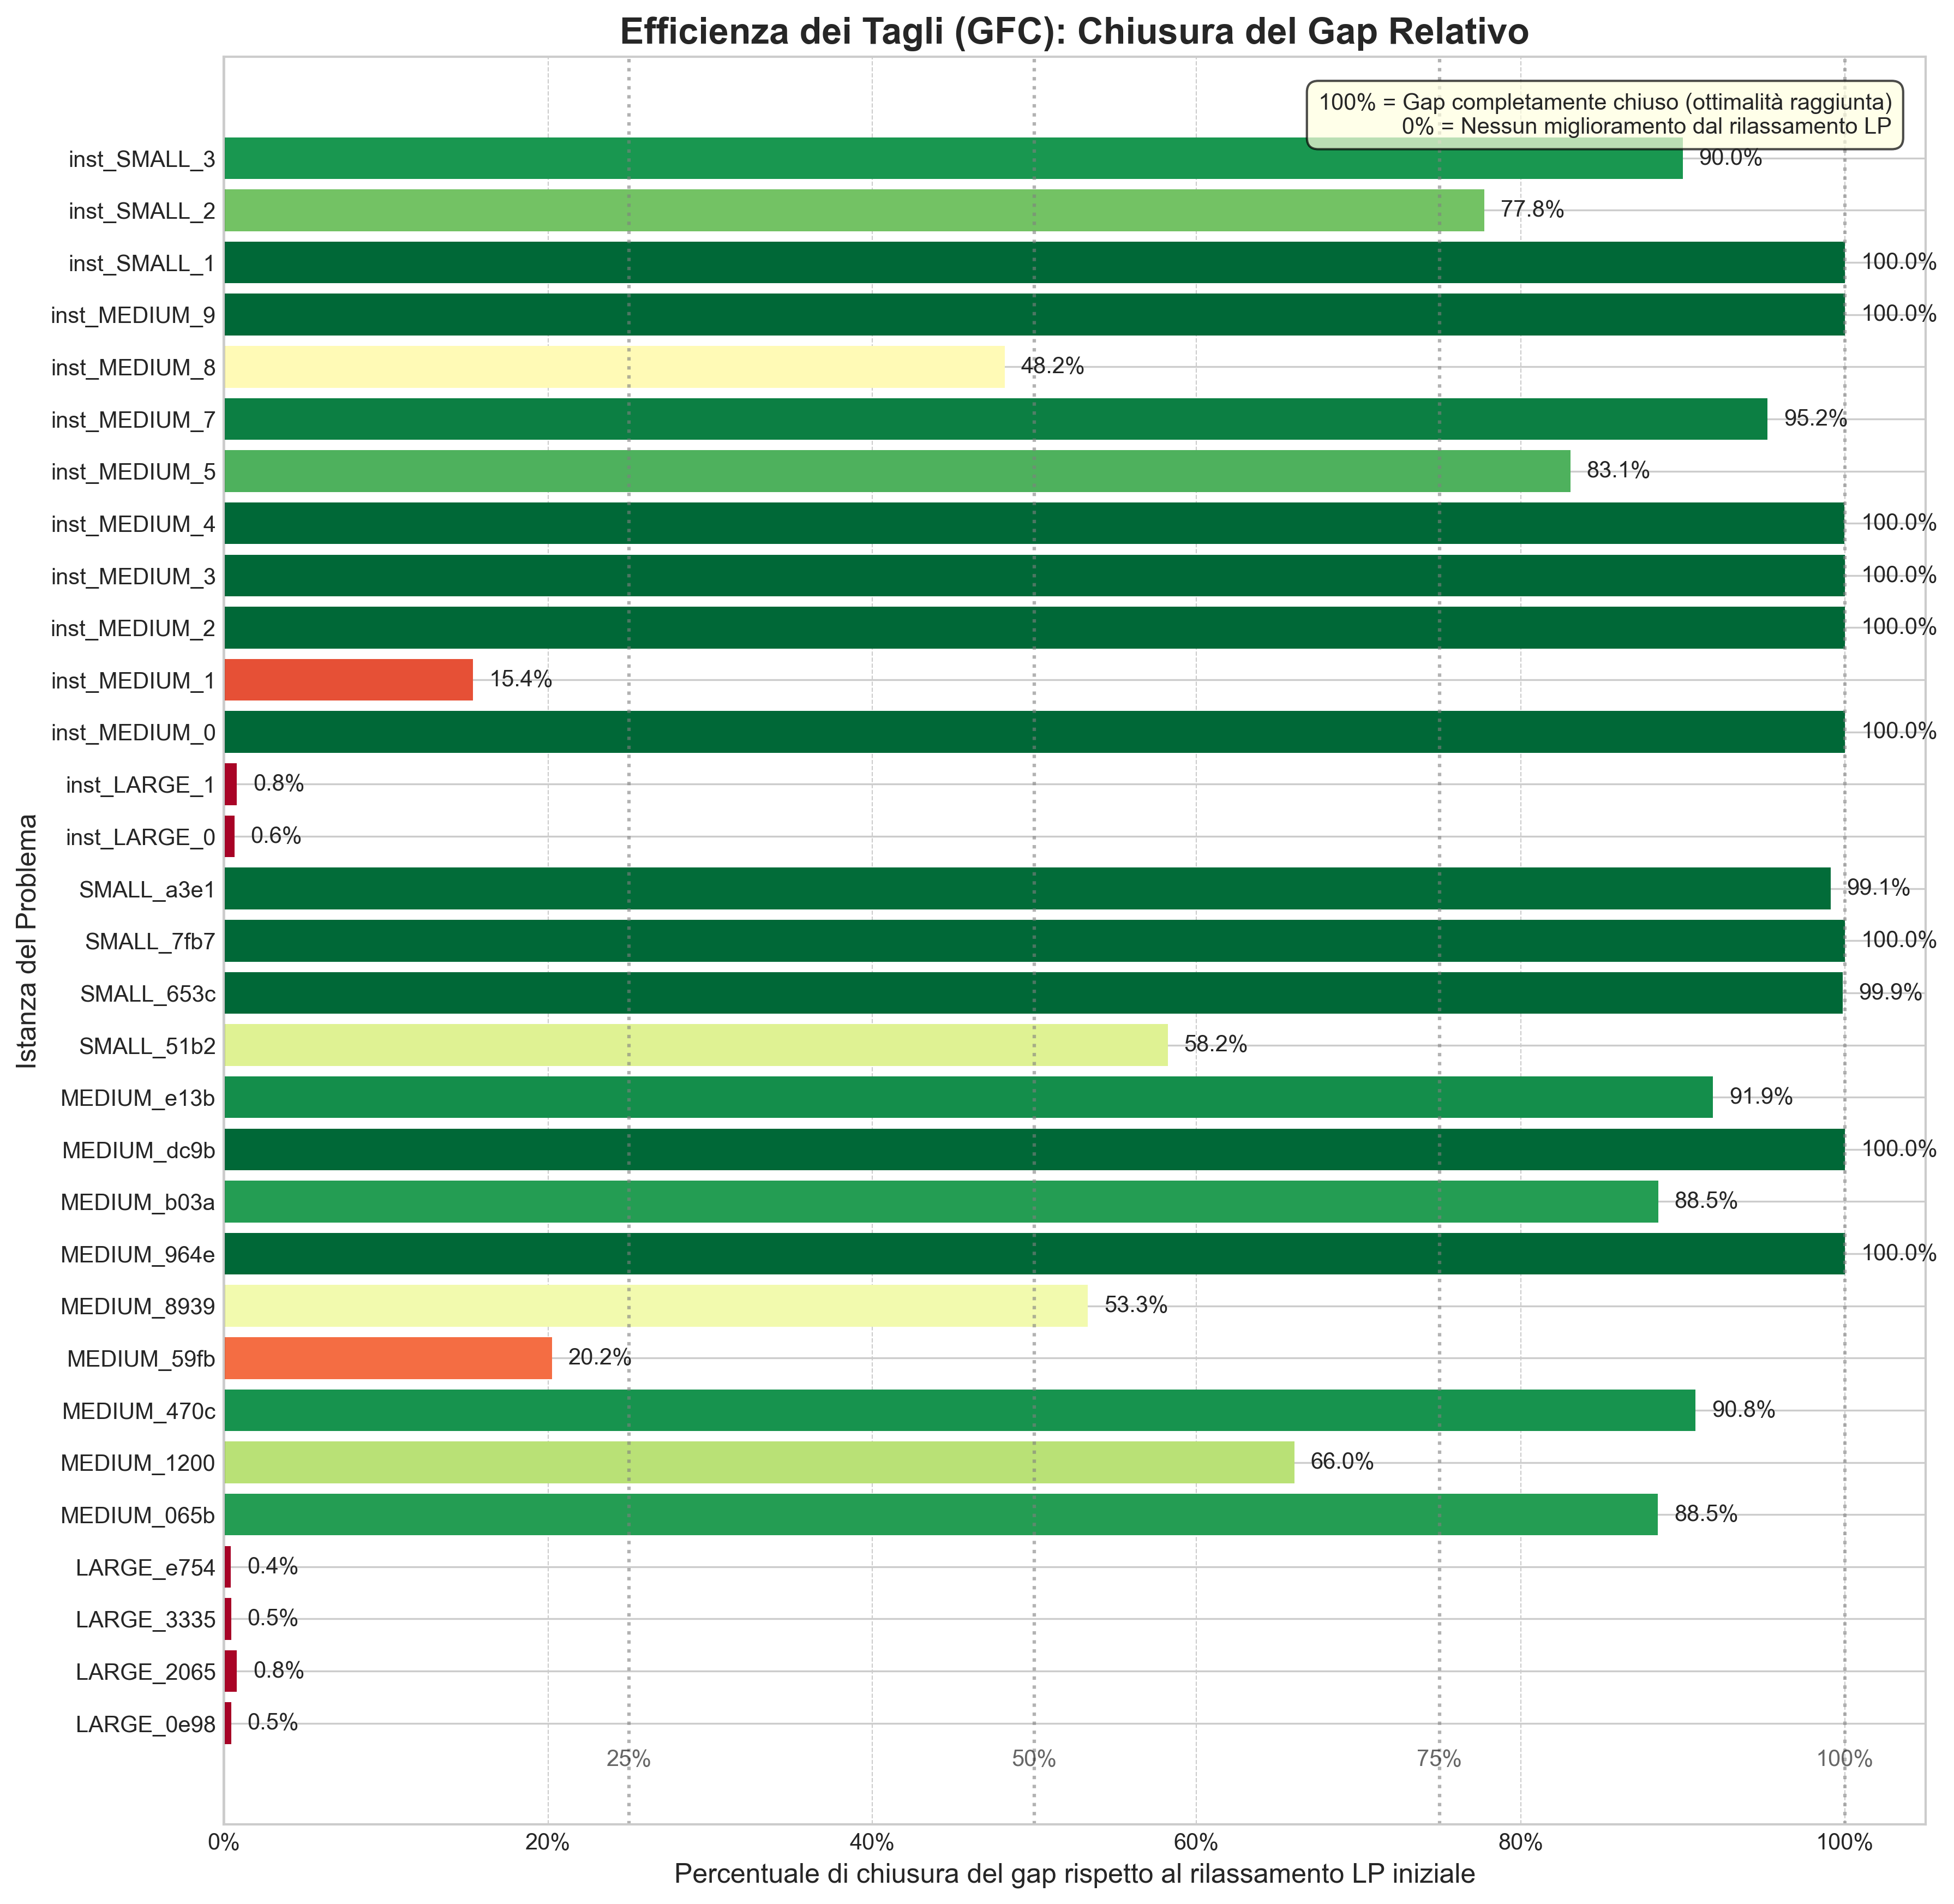 Efficienza dei Tagli (GFC): Chiusura del Gap Relativo
100% = Gap completamente chiuso (ottimalità raggiunta)
0% = Nessun miglioramento dal rilassamento LP
inst_SMALL_3 90.0%
inst_SMALL_2 77.8%
inst_SMALL_1 100.0%
inst_MEDIUM_9 100.0%
inst_MEDIUM_8 48.2%
inst_MEDIUM_7 95.2%
inst_MEDIUM_5 83.1%
inst_MEDIUM_4 100.0%
inst_MEDIUM_3 100.0%
inst_MEDIUM_2 100.0%
inst_MEDIUM_1 15.4%
inst_MEDIUM_0 100.0%
inst_LARGE_1 0.8%
inst_LARGE_0 0.6%
SMALL_a3e1 99.1%
SMALL_7fb7 100.0%
SMALL_653c 99.9%
SMALL_51b2 58.2%
MEDIUM_e13b 91.9%
MEDIUM_dc9b 100.0%
MEDIUM_b03a 88.5%
MEDIUM_964e 100.0%
MEDIUM_8939 53.3%
MEDIUM_59fb 20.2%
MEDIUM_470c 90.8%
MEDIUM_1200 66.0%
MEDIUM_065b 88.5%
LARGE_e754 0.4%
LARGE_3335 0.5%
LARGE_2065 0.8%
LARGE_0e98 0.5%
Istanza del Problema
25% 50% 75% 100%
0% 20% 40% 60% 80% 100%
Percentuale di chiusura del gap rispetto al rilassamento LP iniziale